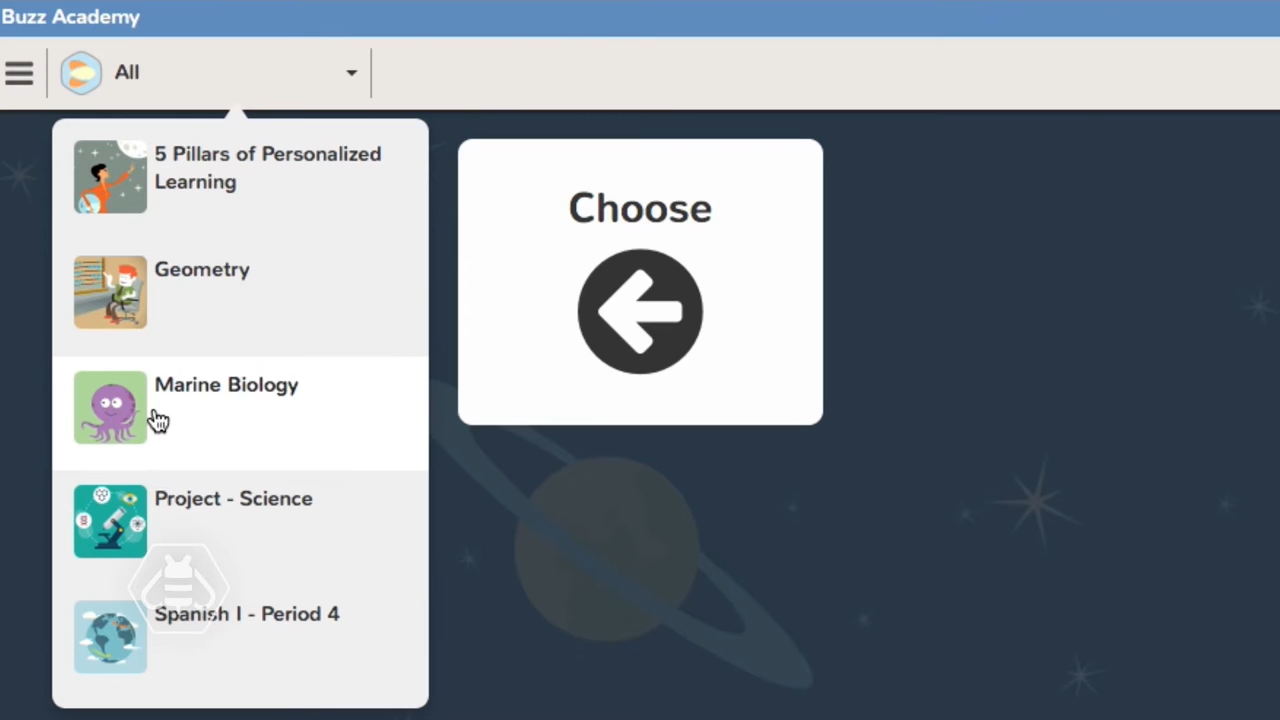 Buzz Academy
All
5 Pillars of Personalized
Learning
Geometry
Marine Biology
Project - Science
Spanish I - Period 4
Choose